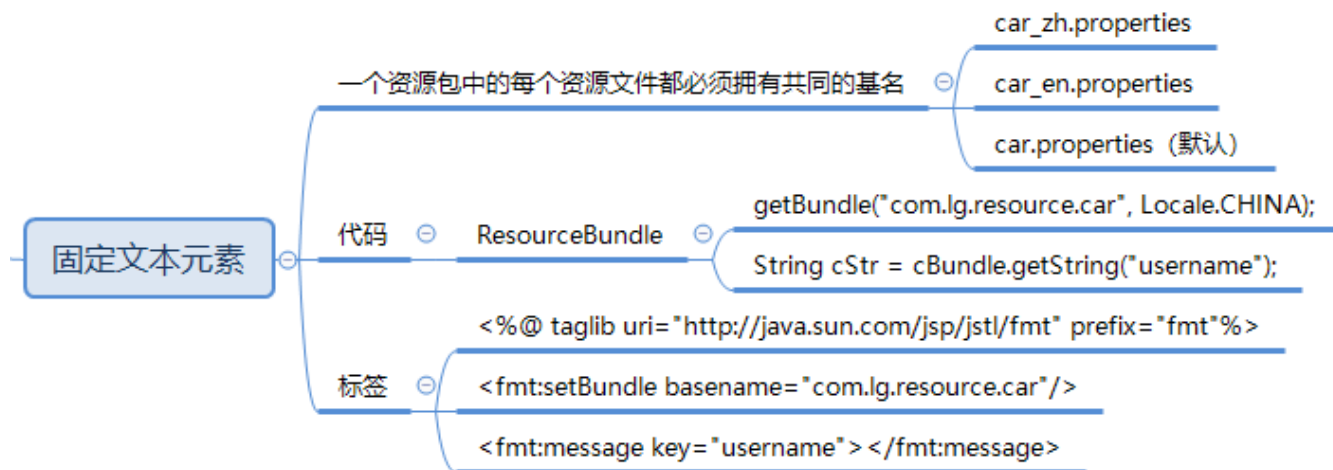 固定文本元素
一个资源包中的每个资源文件都必须拥有共同的基名
car_zh.properties
car_en.properties
car.properties（默认）
代码
ResourceBundle
getBundle("com.lg.resource.car", Locale.CHINA);
String cStr = cBundle.getString("username");
标签
<%@ taglib uri="http://java.sun.com/jsp/jstl/fmt" prefix="fmt"%>
<fmt:setBundle basename="com.lg.resource.car"/>
<fmt:message key="username"></fmt:message>